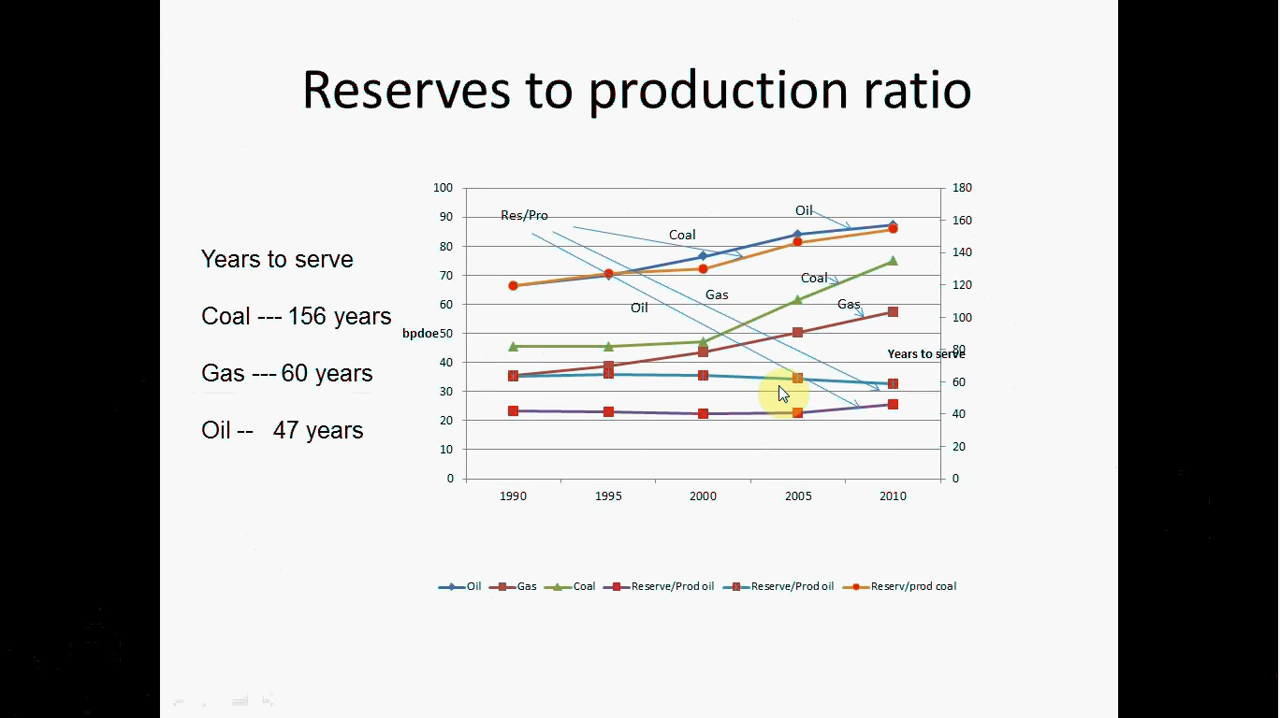 Reserves to production ratio
Years to serve
Coal --- 156 years
Gas --- 60 years
Oil -- 47 years
100
90
80
70
60
50
40
30
20
10
0
bpdoe
180
160
140
120
100
80
60
40
20
0
Years to serve
Res/Pro
Oil
Coal
Coal
Gas
Gas
Oil
1990 1995 2000 2005 2010
Oil Gas Coal Reserve/Prod oil Reserve/Prod oil Reserv/prod coal